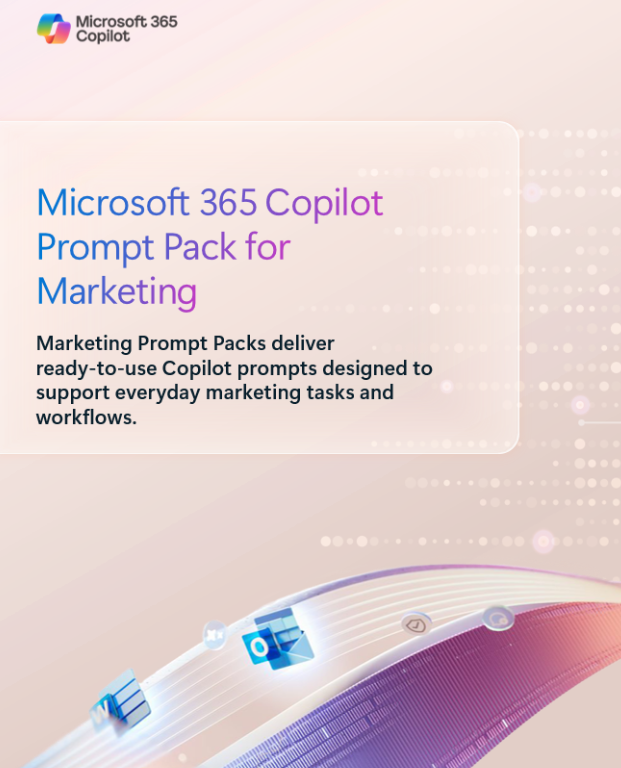 Microsoft 365
Copilot
Microsoft 365 Copilot
Prompt Pack for
Marketing
Marketing Prompt Packs deliver
ready-to-use Copilot prompts designed to
support everyday marketing tasks and
workflows.
O
W